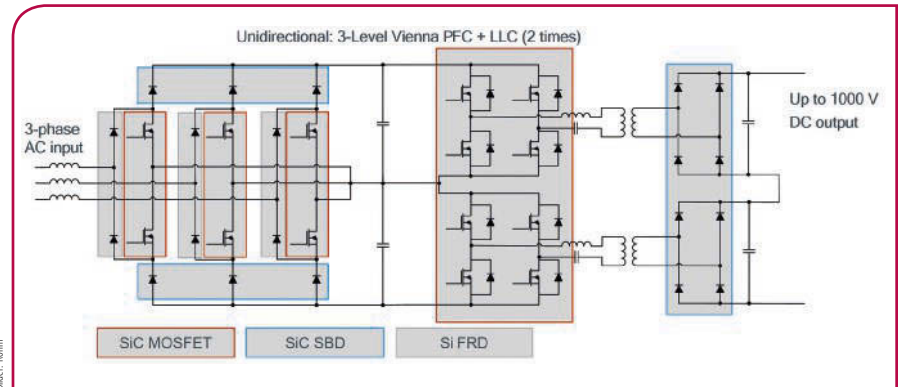 Unidirectional: 3-Level Vienna PFC + LLC (2 times)
3-phase
AC input
Up to 1000 V
DC output
SiC MOSFET
SiC SBD
Si FRD